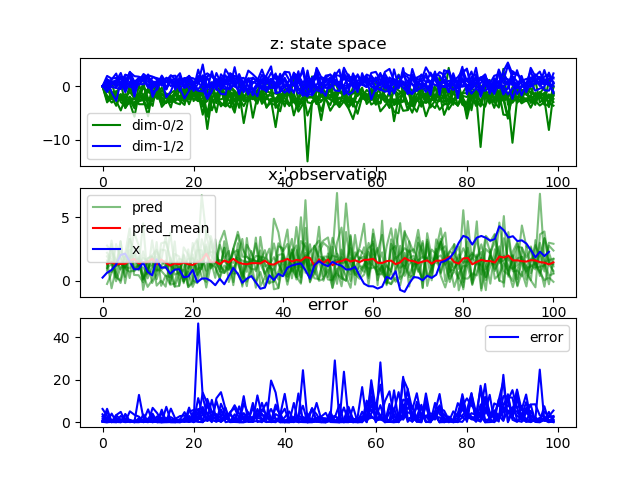 z: state space
0
−10
dim-0/2
dim-1/2
0 20 40 60 80 100
x: observation
5
0
pred
pred_mean
x
0 20 40 60 80 100
error
40
20
0
error
0 20 40 60 80 100